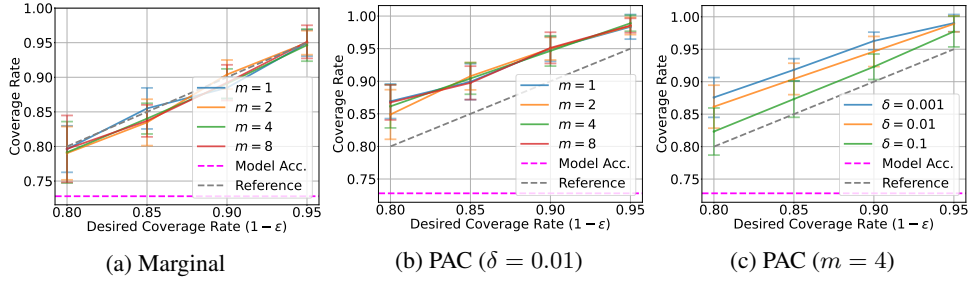 1.00
0.95
0.90
0.85
0.80
0.75
Coverage Rate
m = 1
m = 2
m = 4
m = 8
Model Acc.
Reference
0.80 0.85 0.90 0.95
Desired Coverage Rate (1 − ε)
(a) Marginal
1.00
0.95
0.90
0.85
0.80
0.75
Coverage Rate
m = 1
m = 2
m = 4
m = 8
Model Acc.
Reference
0.80 0.85 0.90 0.95
Desired Coverage Rate (1 − ε)
(b) PAC (δ = 0.01)
1.00
0.95
0.90
0.85
0.80
0.75
Coverage Rate
δ = 0.001
δ = 0.01
δ = 0.1
Model Acc.
Reference
0.80 0.85 0.90 0.95
Desired Coverage Rate (1 − ε)
(c) PAC (m = 4)